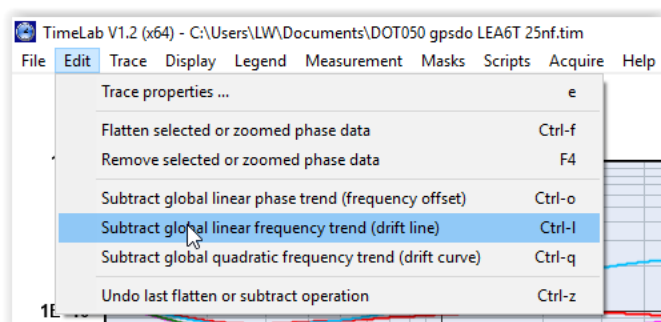 TimeLab V1.2 (x64) - C:\Users\LW\Documents\DOT050 gpsdo LEA6T 25nf.tim
File Edit Trace Display Legend Measurement Masks Scripts Acquire Help
Trace properties ... e
Flatten selected or zoomed phase data Ctrl-f
Remove selected or zoomed phase data F4
Subtract global linear phase trend (frequency offset) Ctrl-o
Subtract global linear frequency trend (drift line) Ctrl-l
Subtract global quadratic frequency trend (drift curve) Ctrl-q
Undo last flatten or subtract operation Ctrl-z